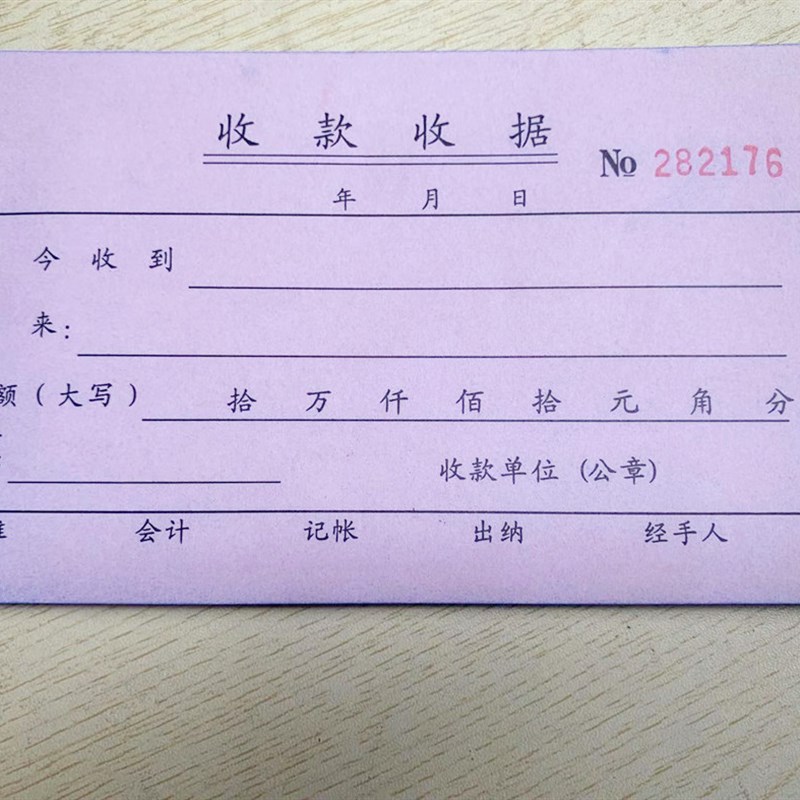 收款收据
No 282176
年 月 日
今收到
来:
额(大写) 拾 万 仟 佰 拾 元 角 分
收款单位(公章)
会计 记帐 出纳 经手人